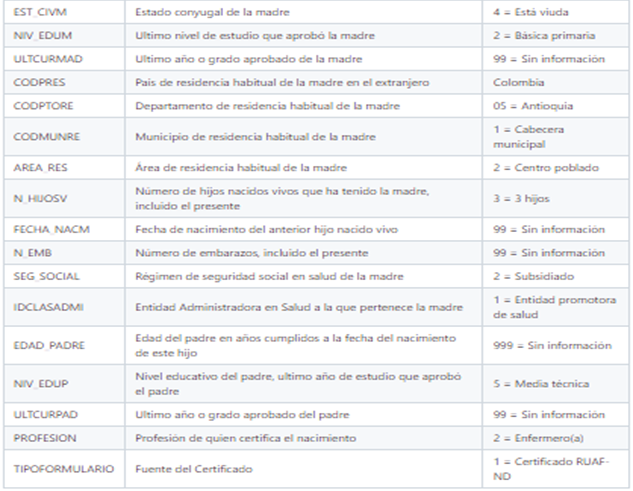 EST_CIVM Estado conyugal de la madre 4 = Está viuda
NIV_EDUM Ultimo nivel de estudio que aprobó la madre 2 = Básica primaria
ULTCURMAD Ultimo año o grado aprobado de la madre 99 = Sin información
CODPRES País de residencia habitual de la madre en el extranjero Colombia
CODPTORE Departamento de residencia habitual de la madre 05 = Antioquia
CODMUNRE Municipio de residencia habitual de la madre 1 = Cabecera
municipal
AREA_RES Área de residencia habitual de la madre 2 = Centro poblado
N_HIJOSV Número de hijos nacidos vivos que ha tenido la madre,
incluido el presente 3 = 3 hijos
FECHA_NACM Fecha de nacimiento del anterior hijo nacido vivo 99 = Sin información
N_EMB Número de embarazos, incluido el presente 99 = Sin información
SEG_SOCIAL Régimen de seguridad social en salud de la madre 2 = Subsidiado
IDCLASADMI Entidad Administradora en Salud a la que pertenece la madre 1 = Entidad promotora
de salud
EDAD_PADRE Edad del padre en años cumplidos a la fecha del nacimiento
de este hijo 999 = Sin información
NIV_EDUP Nivel educativo del padre, ultimo año de estudio que aprobó
el padre 5 = Media técnica
ULTCURPAD Ultimo año o grado aprobado del padre 99 = Sin información
PROFESION Profesión de quien certifica el nacimiento 2 = Enfermero(a)
TIPOFORMULARIO Fuente del Certificado 1 = Certificado RUAF-
ND